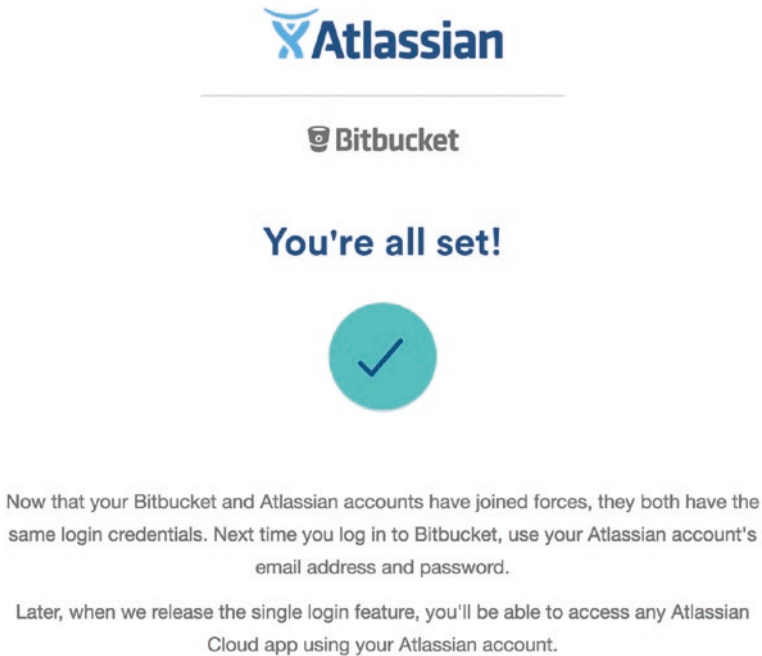 Atlassian
Bitbucket
You're all set!
Now that your Bitbucket and Atlassian accounts have joined forces, they both have the
same login credentials. Next time you log in to Bitbucket, use your Atlassian account's
email address and password.
Later, when we release the single login feature, you'll be able to access any Atlassian
Cloud app using your Atlassian account.